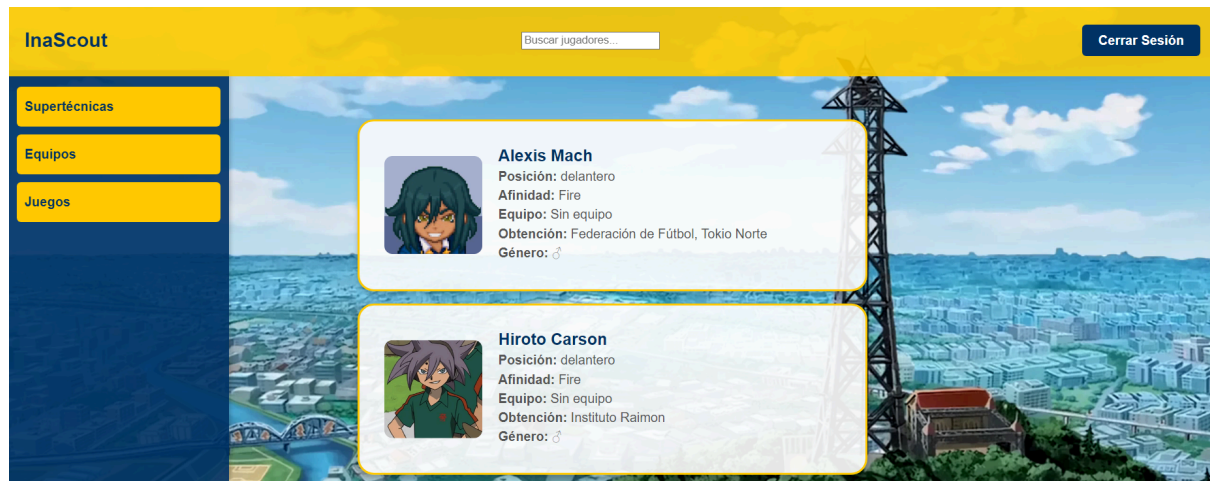 InaScout
Buscar jugadores...
Cerrar Sesión
Supertécnicas
Equipos
Juegos
Alexis Mach
Posición: delantero
Afinidad: Fire
Equipo: Sin equipo
Obtención: Federación de Fútbol, Tokio Norte
Género: ♂
Hiroto Carson
Posición: delantero
Afinidad: Fire
Equipo: Sin equipo
Obtención: Instituto Raimon
Género: ♂